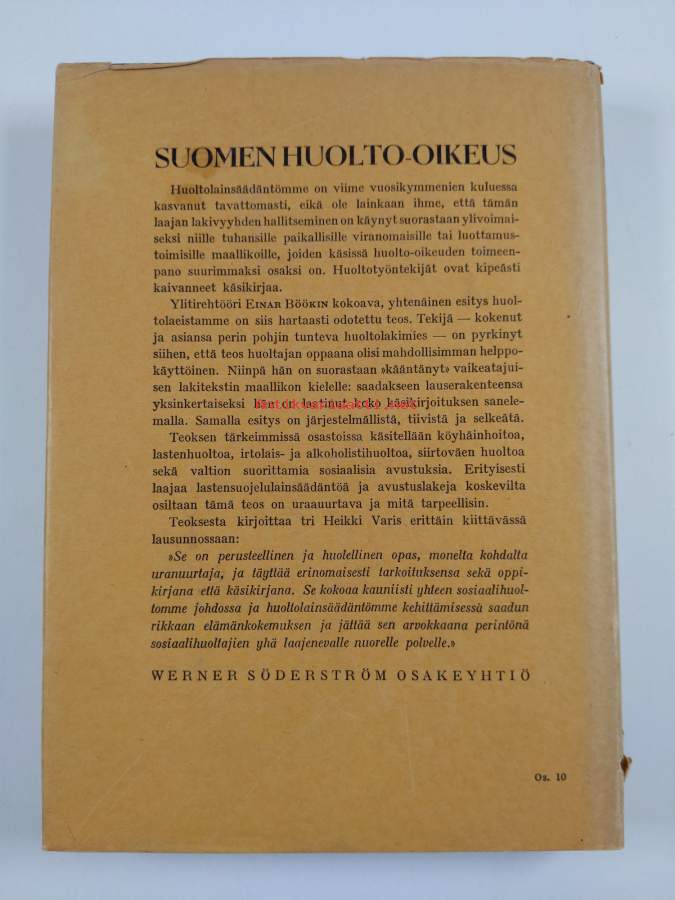 SUOMEN HUOLTO-OIKEUS
Huoltolainsäädäntömme on viime vuosikymmenien kuluessa
kasvanut tavattomasti, eikä ole lainkaan ihme, että tämän
laajan lakivyyhden hallitseminen on käynyt suorastaan ylivoimai-
seksi niille tuhansille paikallisille viranomaisille tai luottamus-
toimisille maallikoille, joiden käsissä huolto-oikeuden toimeen-
pano suurimmaksi osaksi on. Huoltotyöntekijät ovat kipeästi
kaivanneet käsikirjaa.
Ylitirehtööri EINAR BÖÖKIN kokoava, yhtenäinen esitys huol-
tolaeistamme on siis hartaasti odotettu teos. Tekijä — kokenut
ja asiansa perin pohjin tunteva huoltolakimies — on pyrkinyt
siihen, että teos huoltajan oppaana olisi mahdollisimman helppo-
käyttöinen. Niinpä hän on suorastaan »kääntänyt» vaikeatajui-
sen lakitekstin maallikon kielelle: saadakseen lauserakenteensa
yksinkertaiseksi hän on lastinut koko käsikirjoituksen sanele-
malla. Samalla esitys on järjestelmällistä, tiivistä ja selkeätä.
Teoksen tärkeimmissä osastoissa käsitellään köyhäinhoitoa,
lastenhuoltoa, irtolais- ja alkoholistihuoltoa, siirtoväen huoltoa
sekä valtion suorittamia sosiaalisia avustuksia. Erityisesti
laajaa lastensuojelulainsäädäntöä ja avustuslakeja koskevilta
osiltaan tämä teos on uraauurtava ja mitä tarpeellisin.
Teoksesta kirjoittaa tri Heikki Varis erittäin kiittävässä
lausunnossaan:
»Se on perusteellinen ja huolellinen opas, monelta kohdalta
uranuurtaja, ja täyttää erinomaisesti tarkoituksensa sekä oppi-
kirjana että käsikirjana. Se kokoaa kauniisti yhteen sosiaalihuol-
tomme johdossa ja huoltolainsäädäntömme kehittämisessä saadun
rikkaan elämänkokemuksen ja jättää sen arvokkaana perintönä
sosiaalihuoltajien yhä laajenevalle nuorelle polvelle.»
WERNER SÖDERSTRÖM OSAKEYHTIÖ
Os. 10